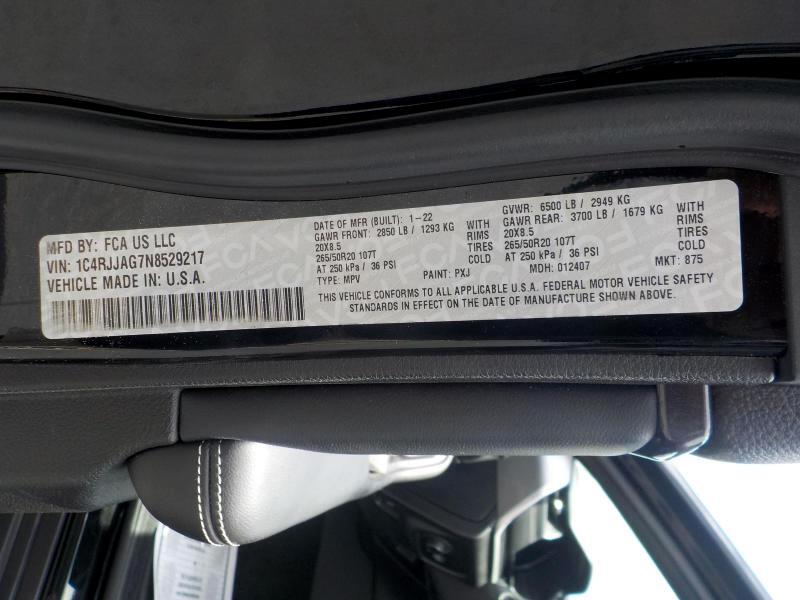 MFD BY: FCA US LLC
VIN: 1C4RJJAG7N8529217
VEHICLE MADE IN: U.S.A.
DATE OF MFR (BUILT): 1-22
GAWR FRONT: 2850 LB / 1293 KG WITH
20X8.5 RIMS
265/50R20 107T TIRES
AT 250 kPa / 36 PSI COLD
TYPE: MPV PAINT: PXJ
GVWR: 6500 LB / 2949 KG
GAWR REAR: 3700 LB / 1679 KG WITH
20X8.5 RIMS
265/50R20 107T TIRES
AT 250 kPa / 36 PSI COLD
MDH: 012407 MKT: 875
THIS VEHICLE CONFORMS TO ALL APPLICABLE U.S.A. FEDERAL MOTOR VEHICLE SAFETY
STANDARDS IN EFFECT ON THE DATE OF MANUFACTURE SHOWN ABOVE.